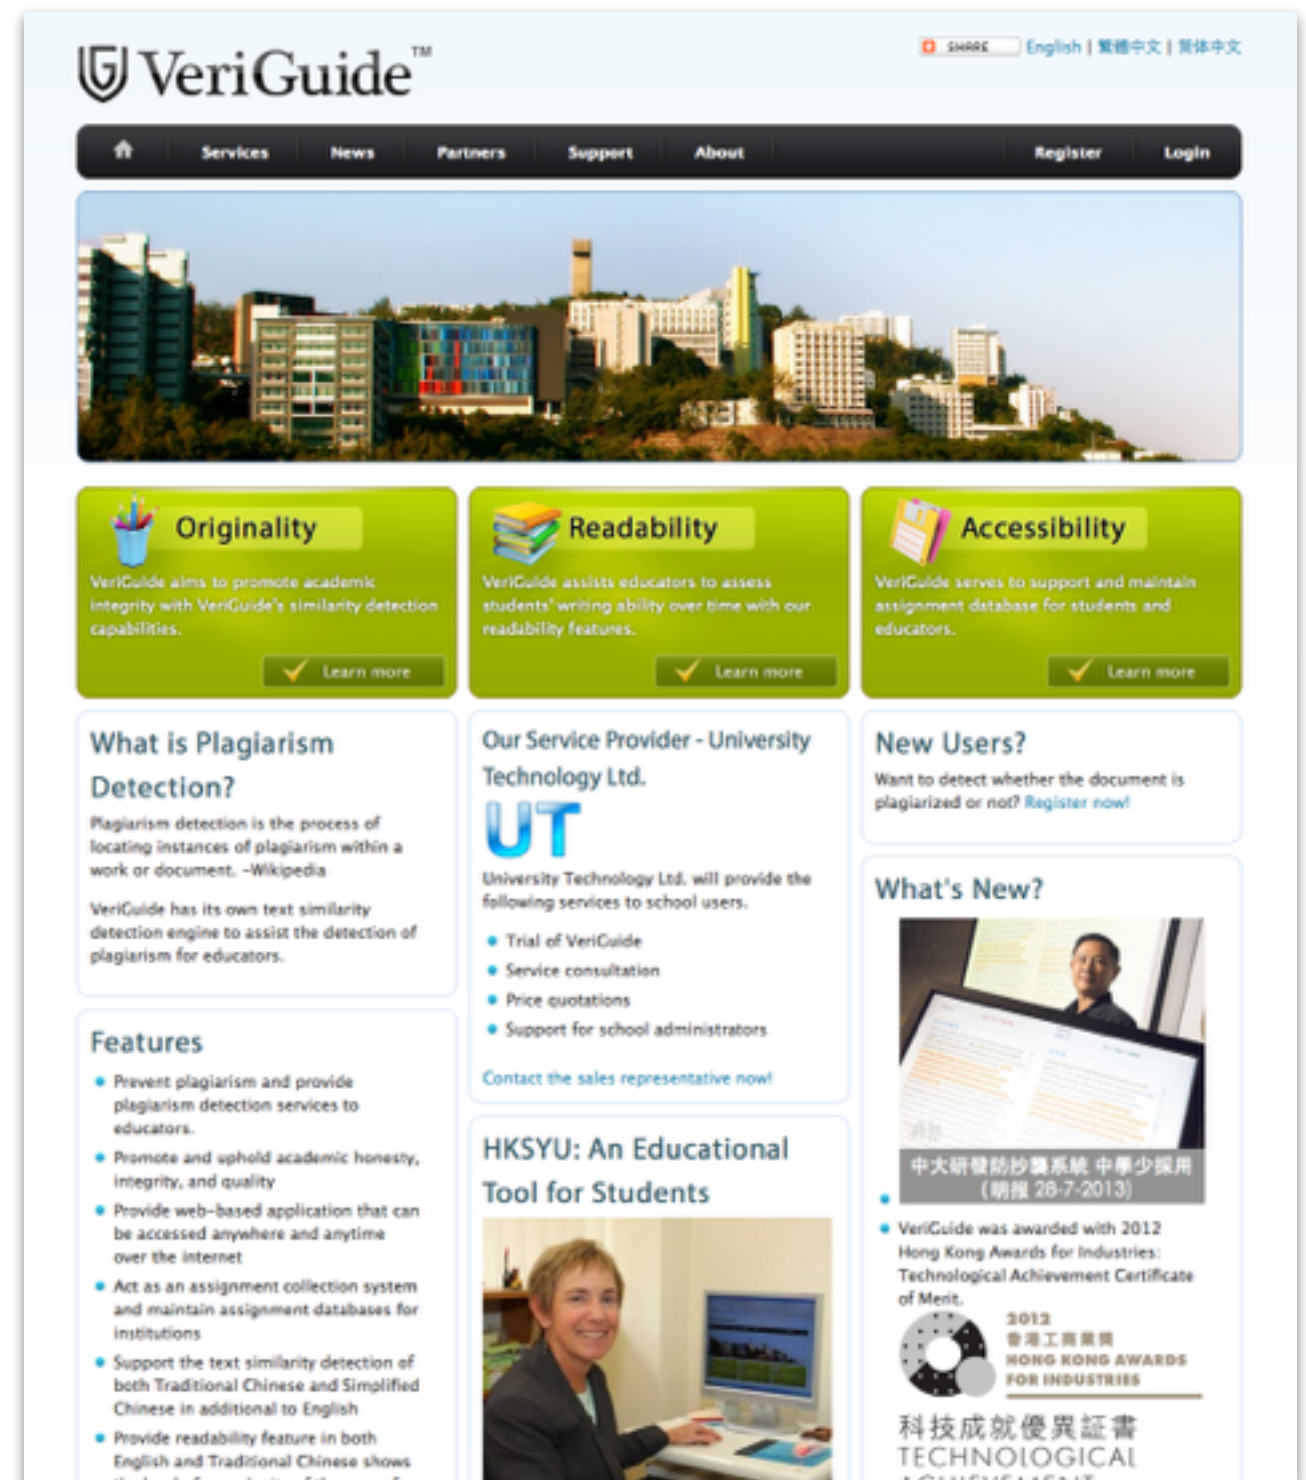 VeriGuide™
SHARE
English | 繁體中文 | 简体中文
Services News Partners Support About Register Login
Originality
VeriGuide aims to promote academic
integrity with VeriGuide's similarity detection
capabilities.
Learn more
Readability
VeriGuide assists educators to assess
students' writing ability over time with our
readability features.
Learn more
Accessibility
VeriGuide serves to support and maintain
assignment database for students and
educators.
Learn more
What is Plagiarism
Detection?
Plagiarism detection is the process of
locating instances of plagiarism within a
work or document. -Wikipedia
VeriGuide has its own text similarity
detection engine to assist the detection of
plagiarism for educators.
Features
Prevent plagiarism and provide
plagiarism detection services to
educators.
Promote and uphold academic honesty,
integrity, and quality
Provide web-based application that can
be accessed anywhere and anytime
over the internet
Act as an assignment collection system
and maintain assignment databases for
institutions
Support the text similarity detection of
both Traditional Chinese and Simplified
Chinese in additional to English
Provide readability feature in both
English and Traditional Chinese shows
Our Service Provider - University
Technology Ltd.
UT
University Technology Ltd. will provide the
following services to school users.
Trial of VeriGuide
Service consultation
Price quotations
Support for school administrators
Contact the sales representative now!
HKSYU: An Educational
Tool for Students
New Users?
Want to detect whether the document is
plagiarized or not? Register now!
What's New?
中大研發防抄襲系統 中學少採用
(明报 28-7-2013)
VeriGuide was awarded with 2012
Hong Kong Awards for Industries:
Technological Achievement Certificate
of Merit.
2012
香港工商業獎
HONG KONG AWARDS
FOR INDUSTRIES
科技成就優異証書
TECHNOLOGICAL
ACHIEVEMENT